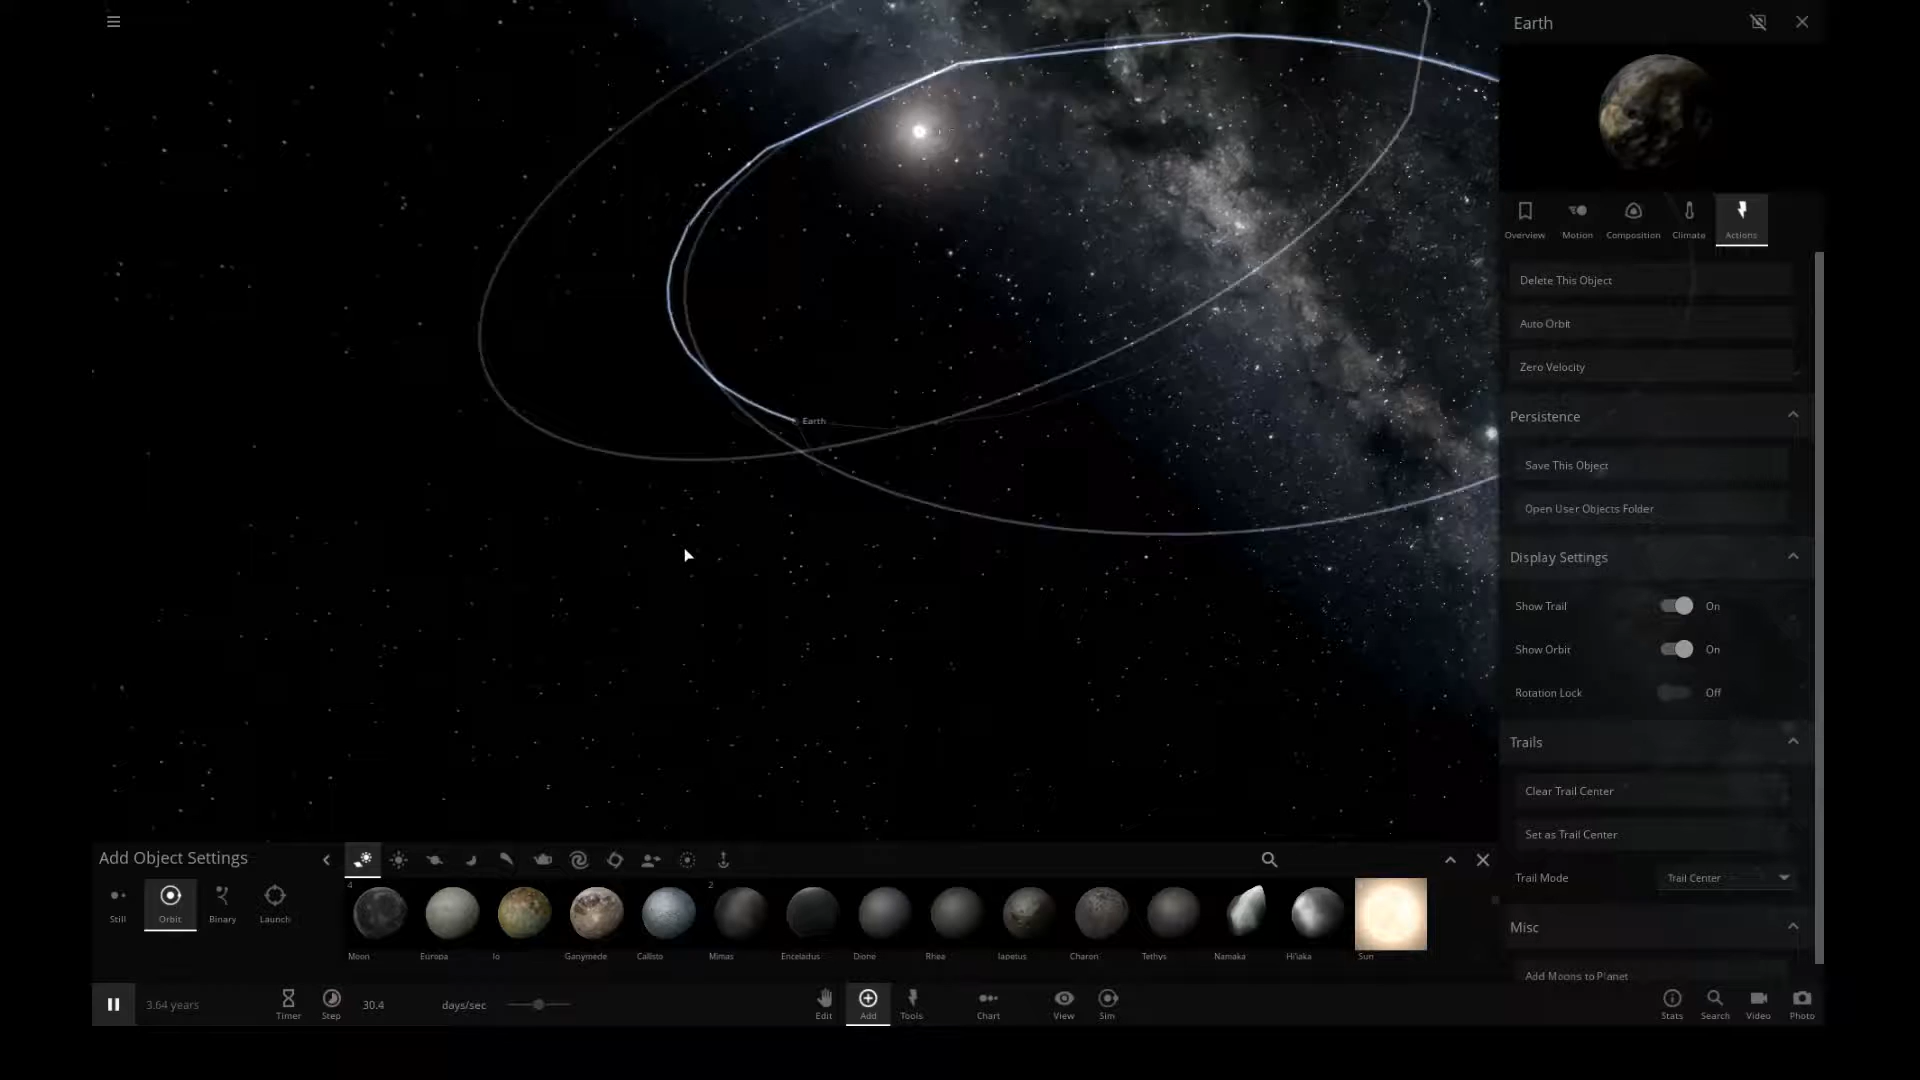 Earth
Overview
Motion
Composition
Climate
Actions
Delete This Object
Auto Orbit
Zero Velocity
Persistence
Save This Object
Open User Objects Folder
Display Settings
Show Trail
On
Show Orbit
On
Rotation Lock
Off
Trails
Clear Trail Center
Set as Trail Center
Trail Mode
Trail Center
Misc
Add Moons to Planet
Earth
Add Object Settings
Still
Orbit
Binary
Launch
4
2
Moon
Europa
Io
Ganymede
Callisto
Mimas
Enceladus
Dione
Rhea
Iapetus
Charon
Tethys
Namaka
Hi'iaka
Sun
3.64 years
Timer
Step
30.4
days/sec
Edit
Add
Tools
Chart
View
Sim
Stats
Search
Video
Photo